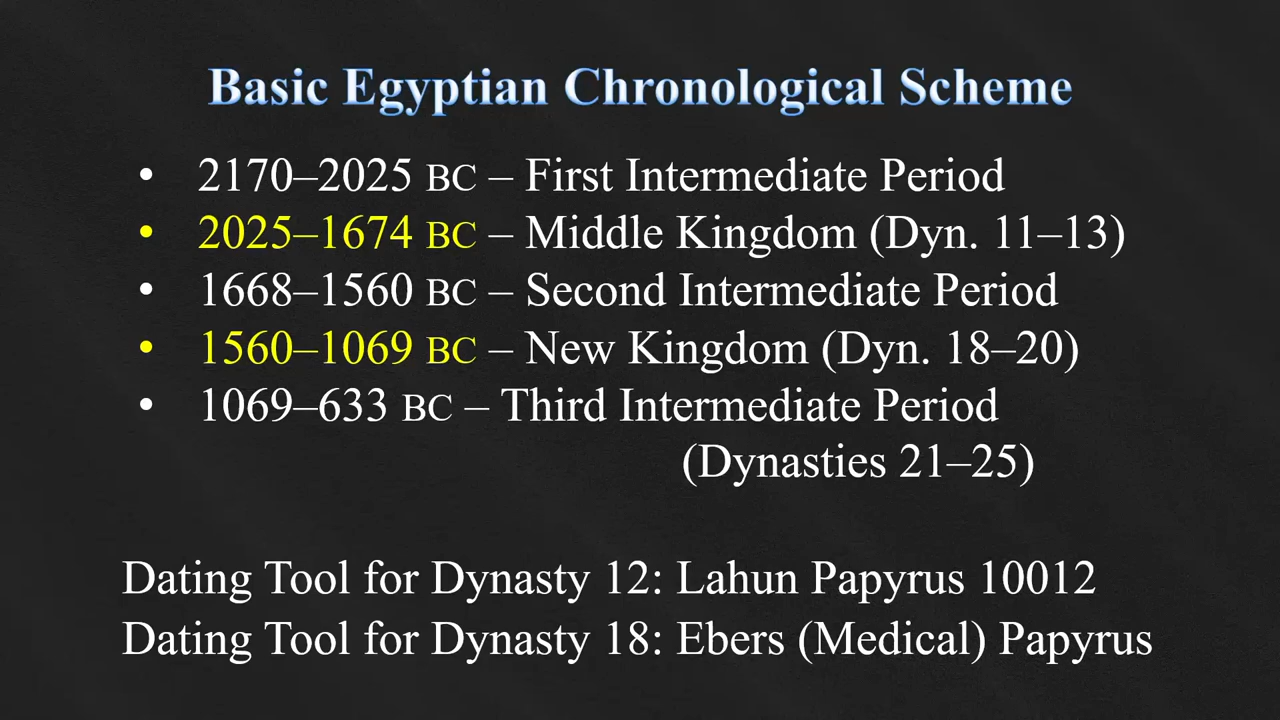 Basic Egyptian Chronological Scheme
• 2170–2025 BC – First Intermediate Period
• 2025–1674 BC – Middle Kingdom (Dyn. 11–13)
• 1668–1560 BC – Second Intermediate Period
• 1560–1069 BC – New Kingdom (Dyn. 18–20)
• 1069–633 BC – Third Intermediate Period
(Dynasties 21–25)
Dating Tool for Dynasty 12: Lahun Papyrus 10012
Dating Tool for Dynasty 18: Ebers (Medical) Papyrus